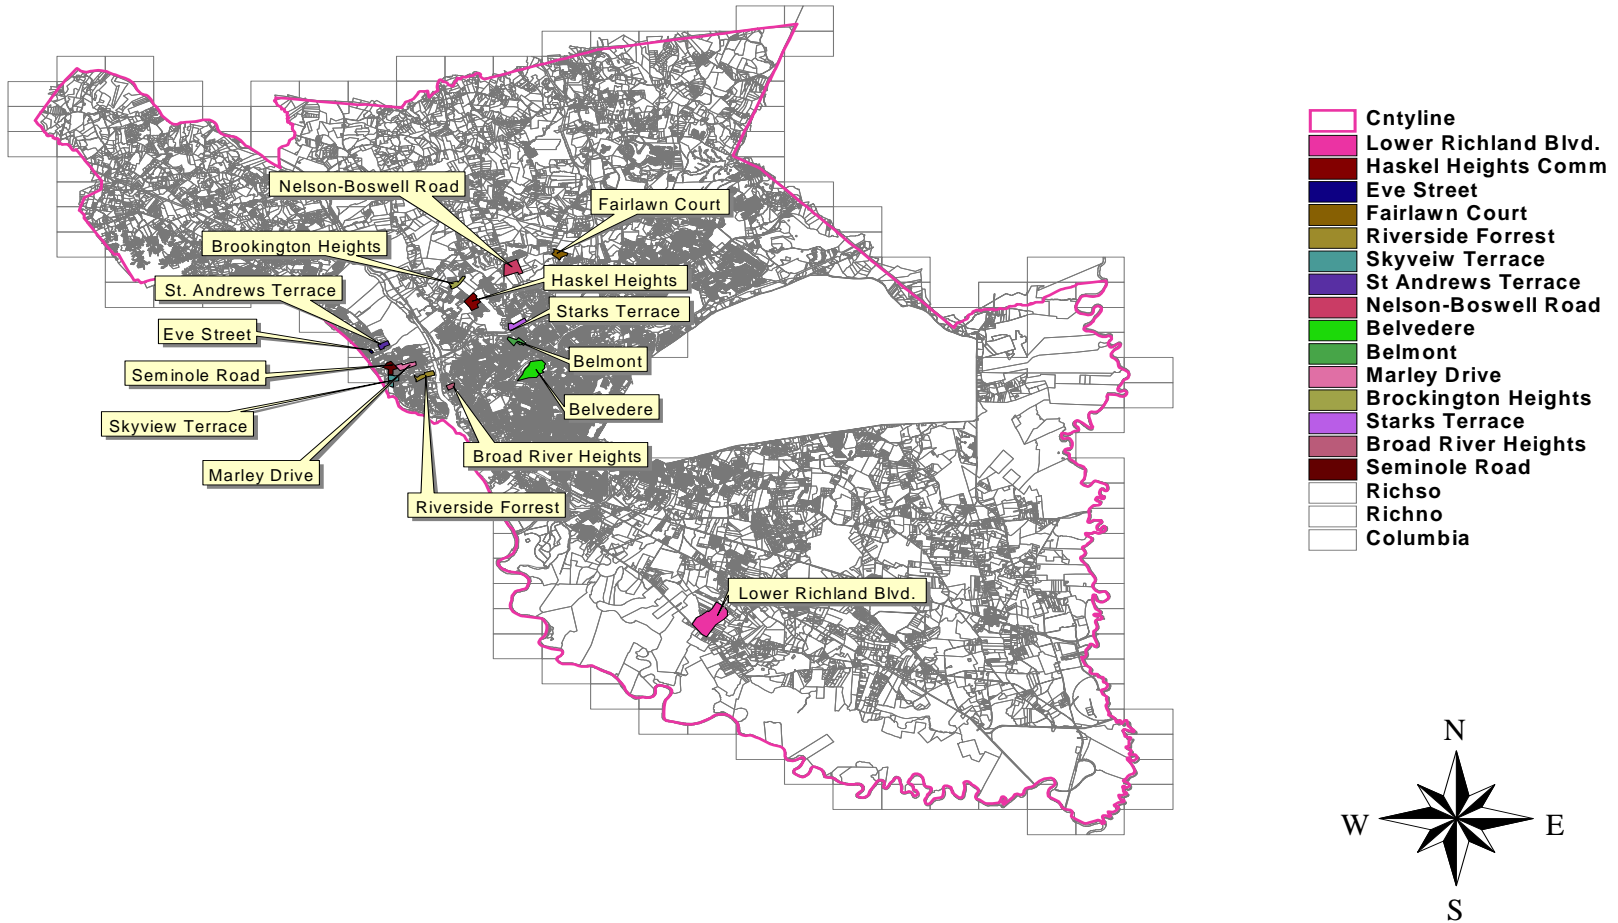 Nelson-Boswell Road
Fairlawn Court
Brookington Heights
Haskel Heights
St. Andrews Terrace
Starks Terrace
Eve Street
Belmont
Seminole Road
Belvedere
Skyview Terrace
Broad River Heights
Marley Drive
Riverside Forrest
Lower Richland Blvd.
Cntyline
Lower Richland Blvd.
Haskel Heights Comm
Eve Street
Fairlawn Court
Riverside Forrest
Skyveiw Terrace
St Andrews Terrace
Nelson-Boswell Road
Belvedere
Belmont
Marley Drive
Brockington Heights
Starks Terrace
Broad River Heights
Seminole Road
Richso
Richno
Columbia
N
W E
S